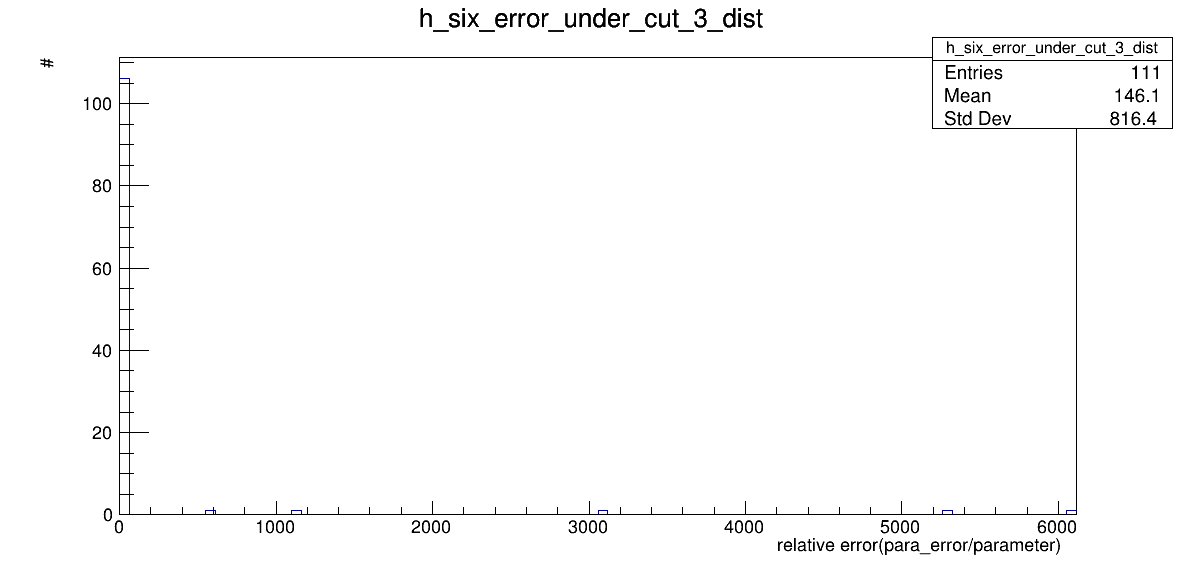 h_six_error_under_cut_3_dist
h_six_error_under_cut_3_dist
Entries 111
Mean 146.1
Std Dev 816.4
#
100
80
60
40
20
0
0 1000 2000 3000 4000 5000 6000
relative error(para_error/parameter)